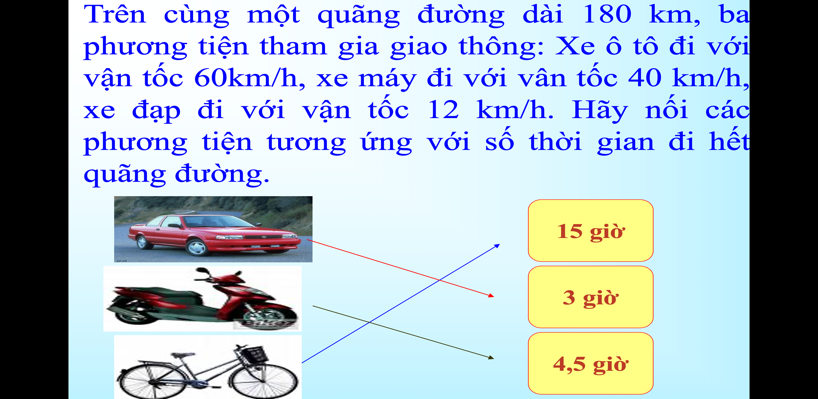 Trên cùng một quãng đường dài 180 km, ba
phương tiện tham gia giao thông: Xe ô tô đi với
vận tốc 60km/h, xe máy đi với vân tốc 40 km/h,
xe đạp đi với vận tốc 12 km/h. Hãy nối các
phương tiện tương ứng với số thời gian đi hết
quãng đường.
15 giờ
3 giờ
4,5 giờ